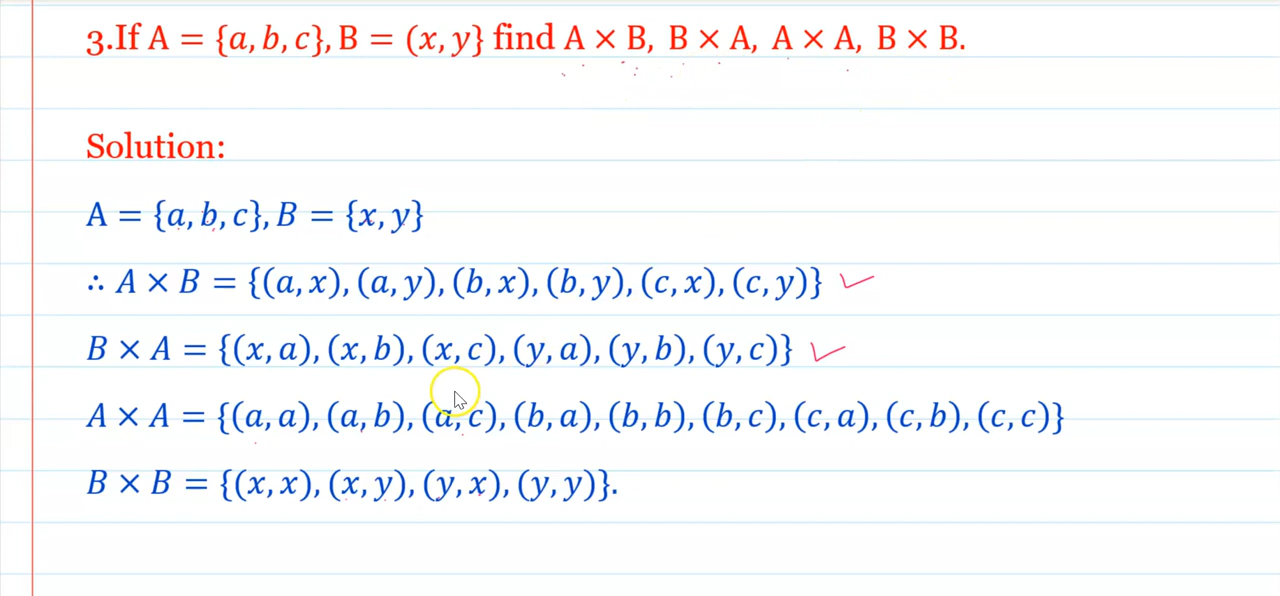 3.If A = {a, b, c}, B = (x, y} find A × B, B × A, A × A, B × B.
Solution:
A = {a, b, c}, B = {x, y}
∴ A × B = {(a, x), (a, y), (b, x), (b, y), (c, x), (c, y)}
B × A = {(x, a), (x, b), (x, c), (y, a), (y, b), (y, c)}
A × A = {(a, a), (a, b), (a, c), (b, a), (b, b), (b, c), (c, a), (c, b), (c, c)}
B × B = {(x, x), (x, y), (y, x), (y, y)}.